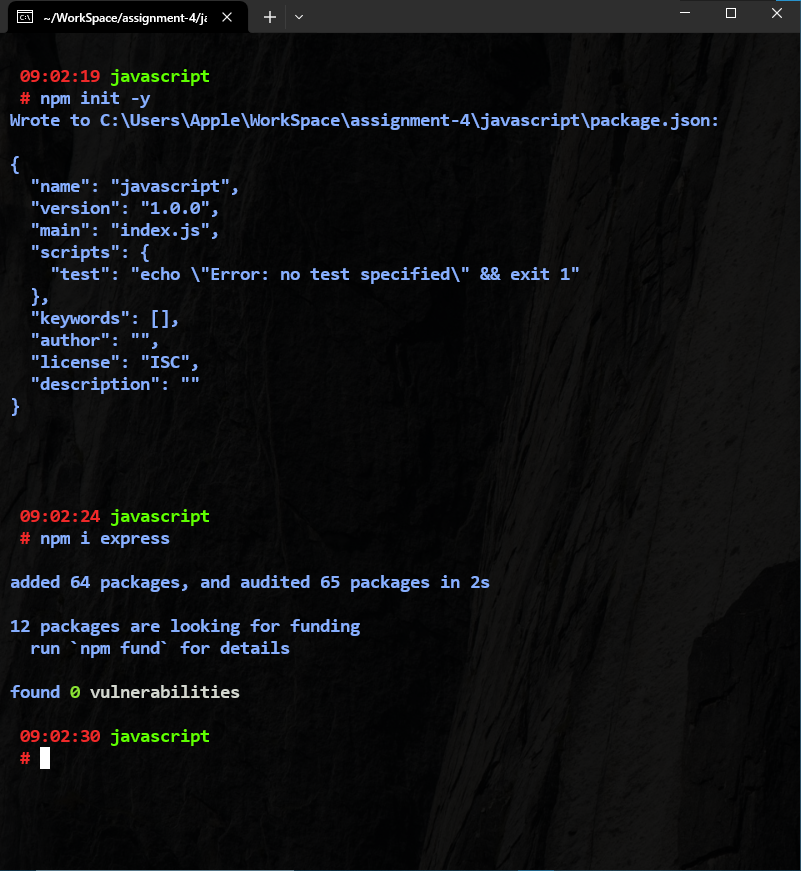 ~/WorkSpace/assignment-4/ja
09:02:19 javascript
# npm init -y
Wrote to C:\Users\Apple\WorkSpace\assignment-4\javascript\package.json:
{
  "name": "javascript",
  "version": "1.0.0",
  "main": "index.js",
  "scripts": {
    "test": "echo \"Error: no test specified\" && exit 1"
  },
  "keywords": [],
  "author": "",
  "license": "ISC",
  "description": ""
}
09:02:24 javascript
# npm i express
added 64 packages, and audited 65 packages in 2s
12 packages are looking for funding
  run `npm fund` for details
found 0 vulnerabilities
09:02:30 javascript
#